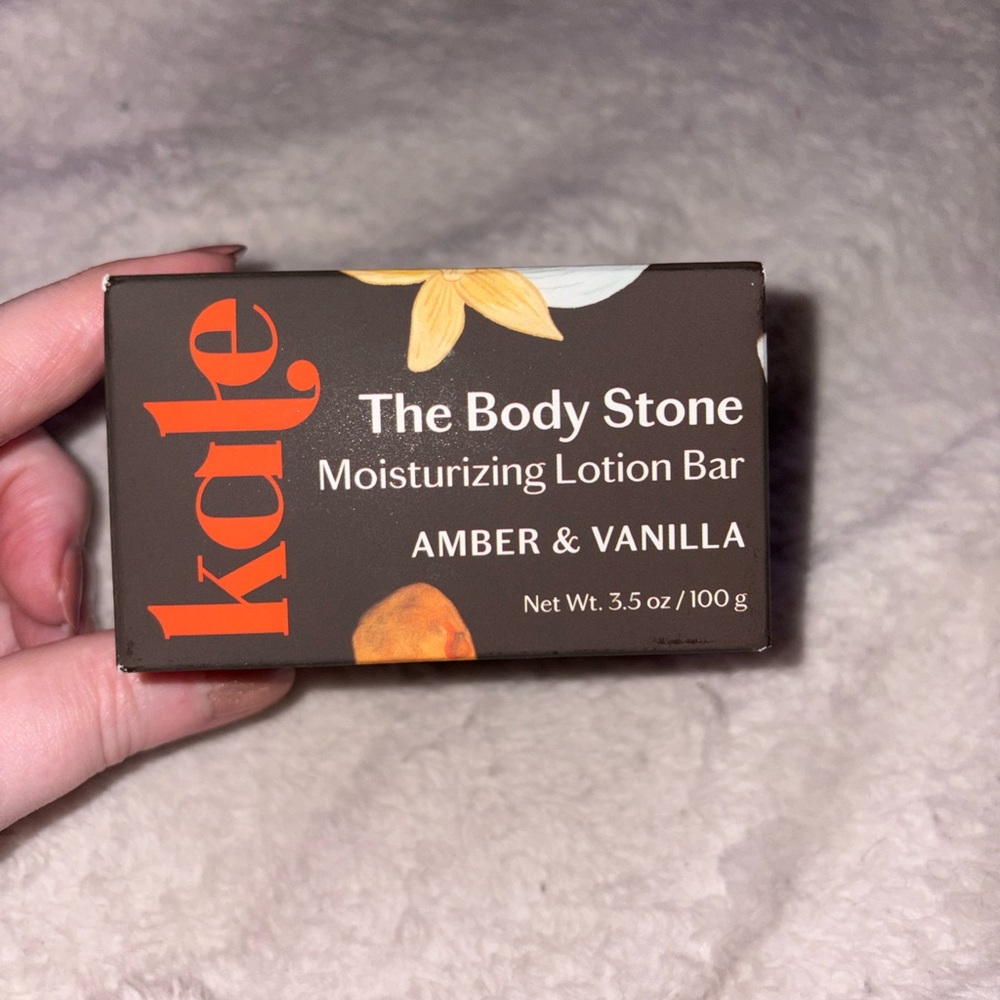 kate
The Body Stone
Moisturizing Lotion Bar
AMBER & VANILLA
Net Wt. 3.5 oz / 100 g